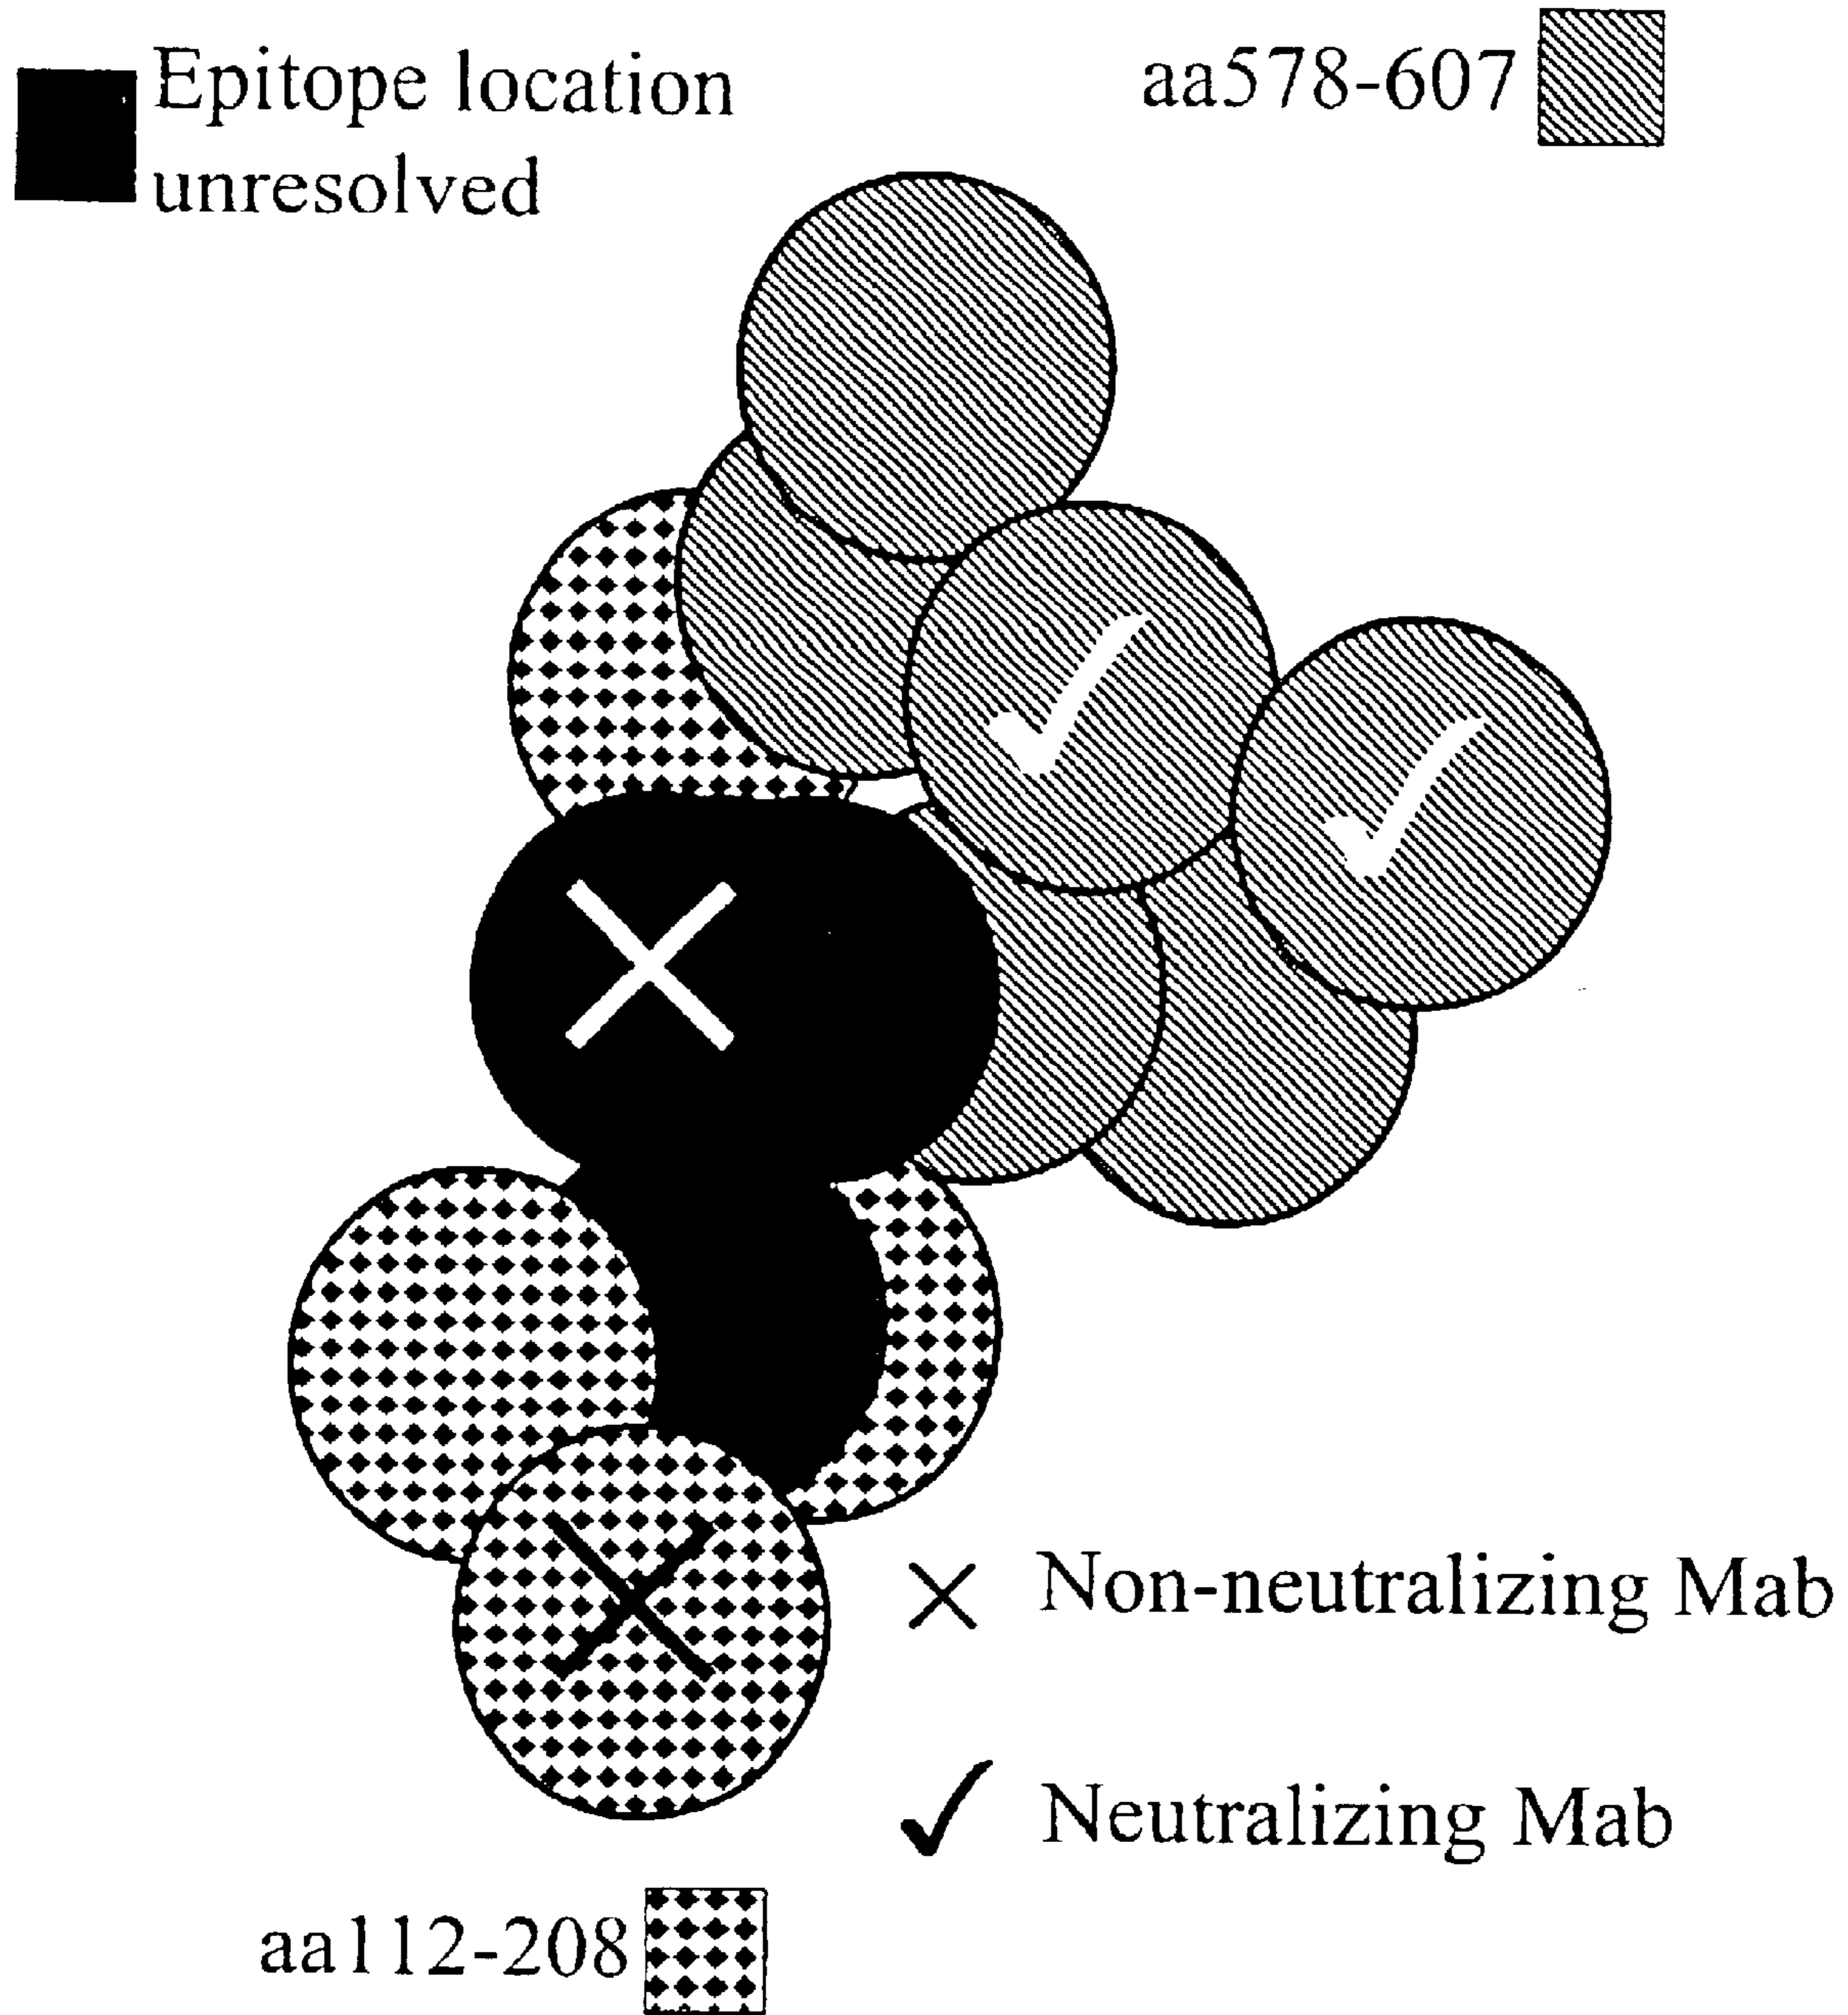 Epitope location
unresolved
aa578-607
Non-neutralizing Mab
Neutralizing Mab
aa112-208